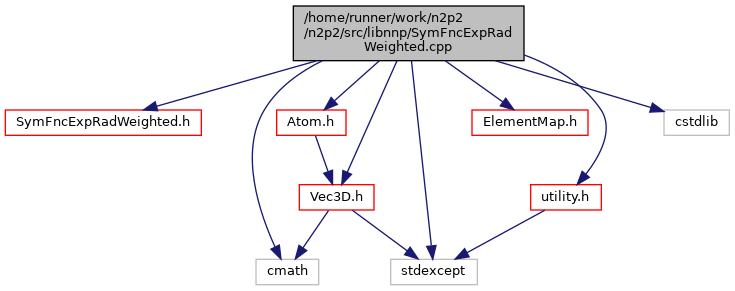 /home/runner/work/n2p2
/n2p2/src/libnnp/SymFncExpRad
Weighted.cpp
SymFncExpRadWeighted.h
Atom.h
ElementMap.h
cstdlib
Vec3D.h
utility.h
cmath
stdexcept